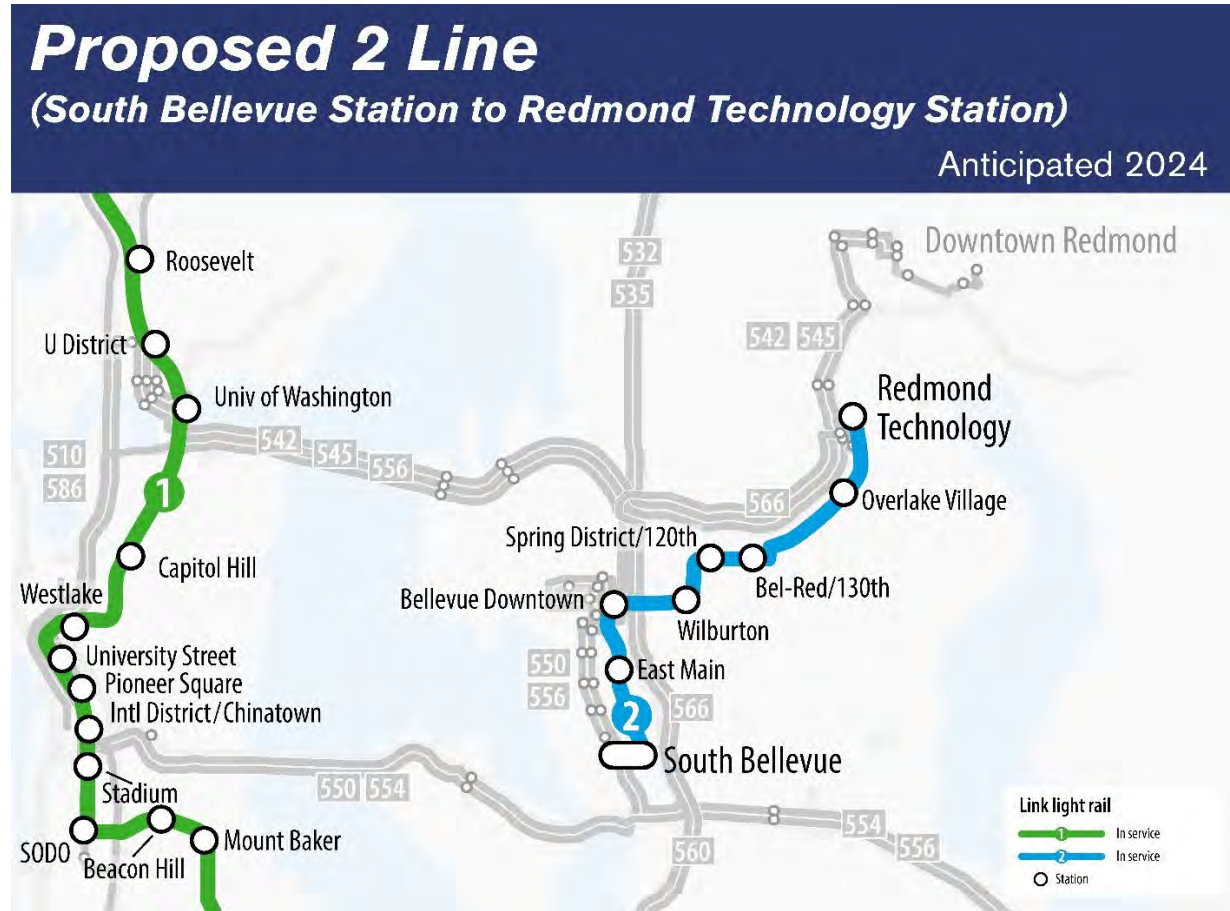 Proposed 2 Line
(South Bellevue Station to Redmond Technology Station)
Anticipated 2024
Roosevelt
U District
Univ of Washington
510
586
542
545
556
1
Capitol Hill
Westlake
University Street
Pioneer Square
Intl District/Chinatown
Stadium
SODO
Beacon Hill
Mount Baker
550
554
532
535
Downtown Redmond
542
545
Redmond
Technology
566
Overlake Village
Spring District/120th
Bel-Red/130th
Bellevue Downtown
Wilburton
550
556
East Main
2
566
South Bellevue
560
554
556
Link light rail
1
In service
2
In service
Station